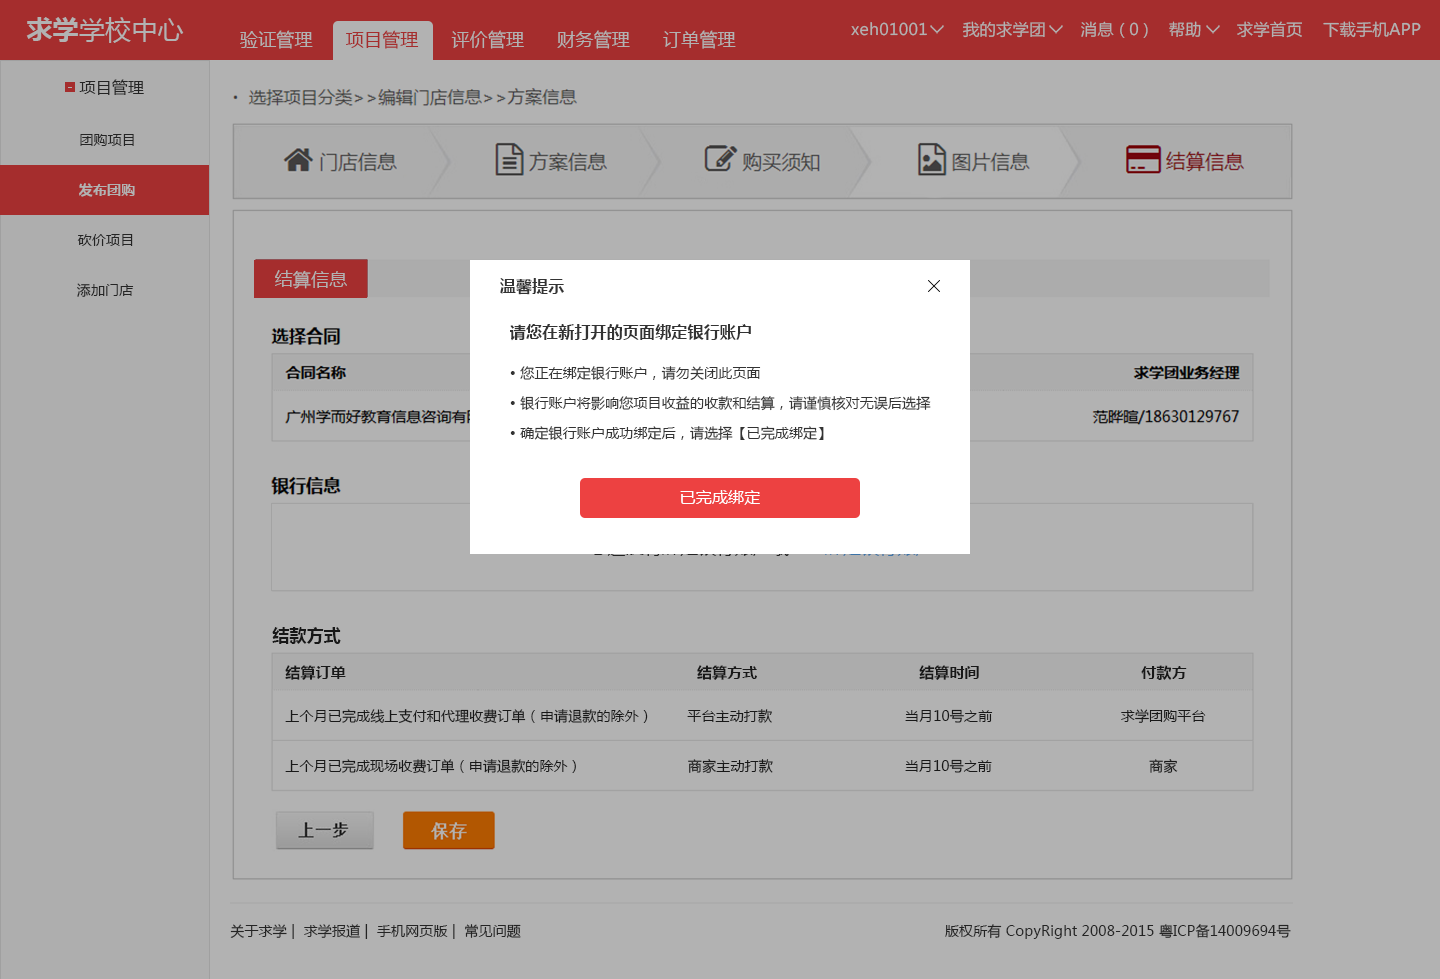 求学学校中心
验证管理 项目管理 评价管理 财务管理 订单管理
xeh01001 我的求学团 消息（0） 帮助 求学首页 下载手机APP
项目管理
团购项目
发布团购
砍价项目
添加门店
· 选择项目分类>>编辑门店信息>>方案信息
门店信息 方案信息 购买须知 图片信息 结算信息
结算信息
温馨提示
请您在新打开的页面绑定银行账户
• 您正在绑定银行账户，请勿关闭此页面
• 银行账户将影响您项目收益的收款和结算，请谨慎核对无误后选择
• 确定银行账户成功绑定后，请选择【已完成绑定】
已完成绑定
选择合同
合同名称 求学团业务经理
广州学而好教育信息咨询有 范晔暄/18630129767
银行信息
结款方式
结算订单 结算方式 结算时间 付款方
上个月已完成线上支付和代理收费订单（申请退款的除外） 平台主动打款 当月10号之前 求学团购平台
上个月已完成现场收费订单（申请退款的除外） 商家主动打款 当月10号之前 商家
上一步 保存
关于求学 | 求学报道 | 手机网页版 | 常见问题
版权所有 CopyRight 2008-2015 粤ICP备14009694号